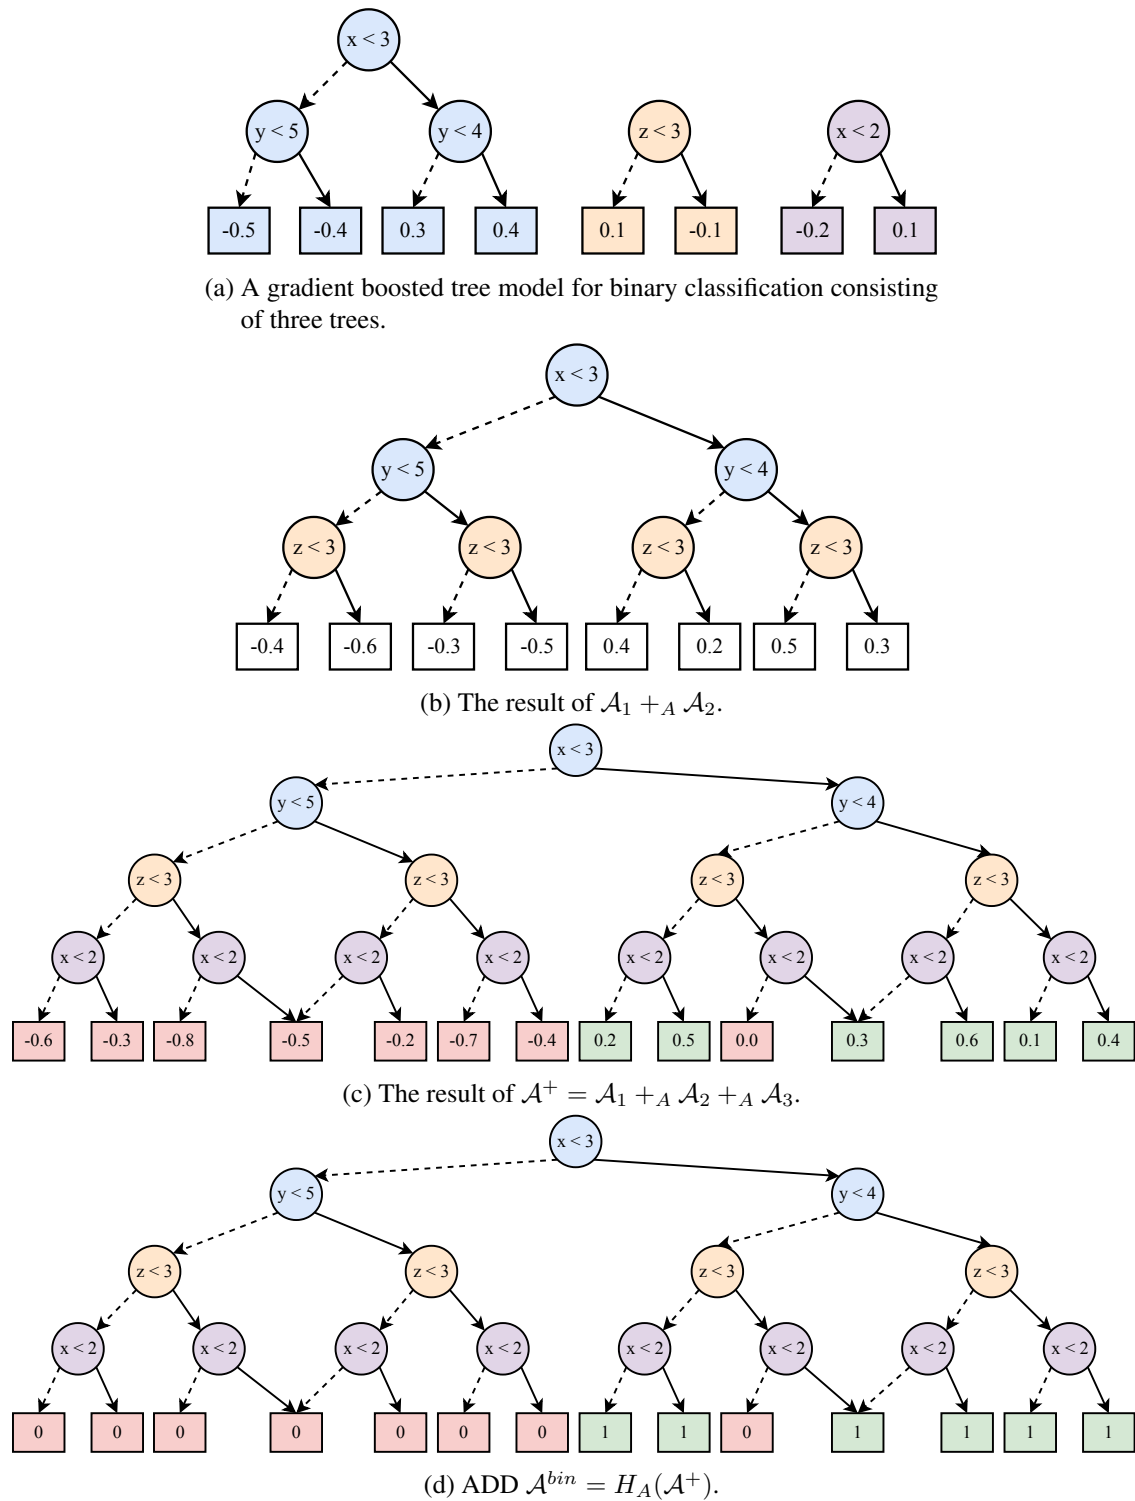 x < 3
y < 5 y < 4 z < 3 x < 2
-0.5 -0.4 0.3 0.4 0.1 -0.1 -0.2 0.1
(a) A gradient boosted tree model for binary classification consisting
of three trees.
x < 3
y < 5 y < 4
z < 3 z < 3 z < 3 z < 3
-0.4 -0.6 -0.3 -0.5 0.4 0.2 0.5 0.3
(b) The result of 𝒜₁ +_A 𝒜₂.
x < 3
y < 5 y < 4
z < 3 z < 3 z < 3 z < 3
x < 2 x < 2 x < 2 x < 2 x < 2 x < 2 x < 2 x < 2
-0.6 -0.3 -0.8 -0.5 -0.2 -0.7 -0.4 0.2 0.5 0.0 0.3 0.6 0.1 0.4
(c) The result of 𝒜⁺ = 𝒜₁ +_A 𝒜₂ +_A 𝒜₃.
x < 3
y < 5 y < 4
z < 3 z < 3 z < 3 z < 3
x < 2 x < 2 x < 2 x < 2 x < 2 x < 2 x < 2 x < 2
0 0 0 0 0 0 0 1 1 0 1 1 1 1
(d) ADD 𝒜^{bin} = H_A(𝒜⁺).